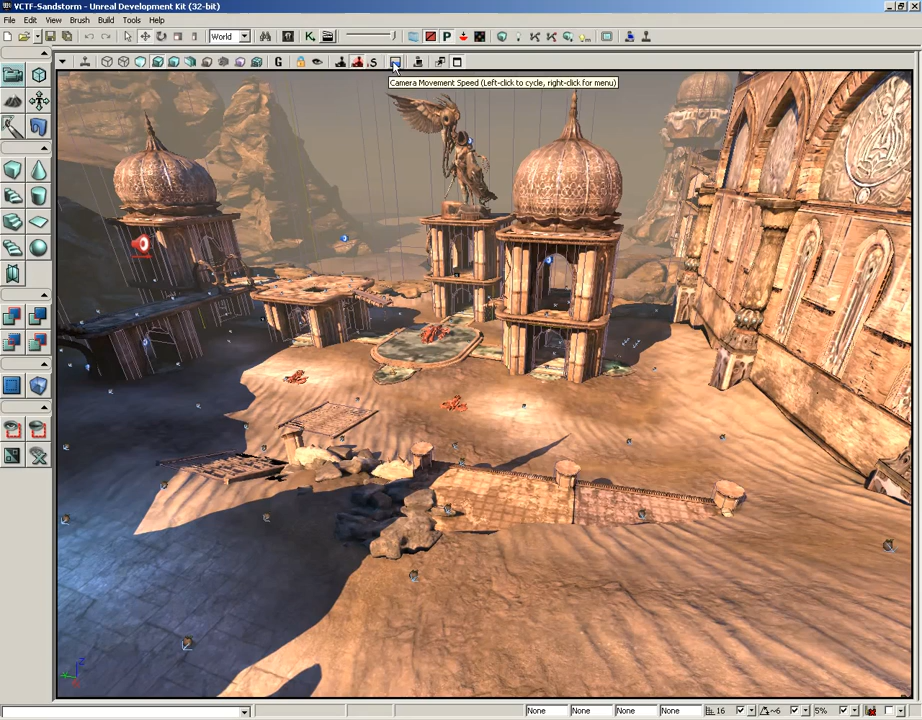 VCTF-Sandstorm - Unreal Development Kit (32-bit)
File Edit View Brush Build Tools Help
World
K
P
G
S
Camera Movement Speed (Left-click to cycle, right-click for menu)
Z
None None None None 16 ~6 5%